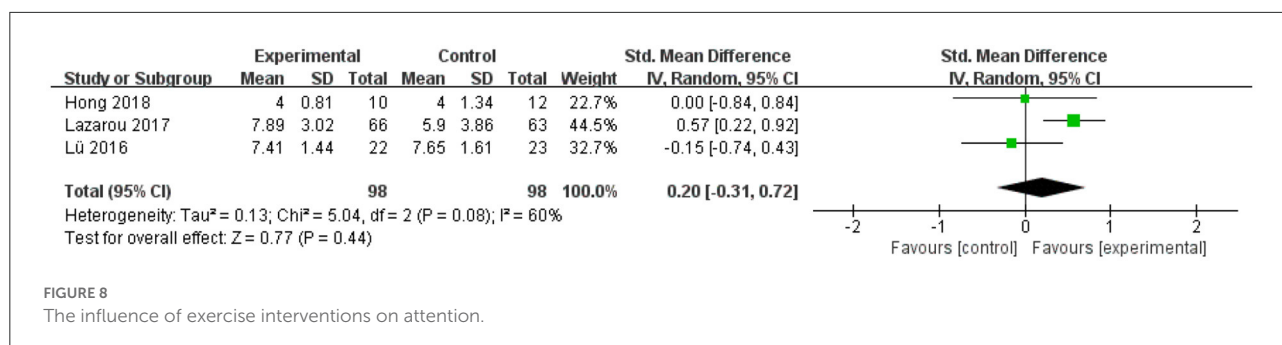 Experimental Control Std. Mean Difference Std. Mean Difference
Study or Subgroup Mean SD Total Mean SD Total Weight IV, Random, 95% CI IV, Random, 95% CI
Hong 2018 4 0.81 10 4 1.34 12 22.7% 0.00 [-0.84, 0.84]
Lazarou 2017 7.89 3.02 66 5.9 3.86 63 44.5% 0.57 [0.22, 0.92]
Lü 2016 7.41 1.44 22 7.65 1.61 23 32.7% -0.15 [-0.74, 0.43]
Total (95% CI) 98 98 100.0% 0.20 [-0.31, 0.72]
Heterogeneity: Tau² = 0.13; Chi² = 5.04, df = 2 (P = 0.08); I² = 60%
Test for overall effect: Z = 0.77 (P = 0.44)
-2 -1 0 1 2
Favours [control] Favours [experimental]
FIGURE 8
The influence of exercise interventions on attention.